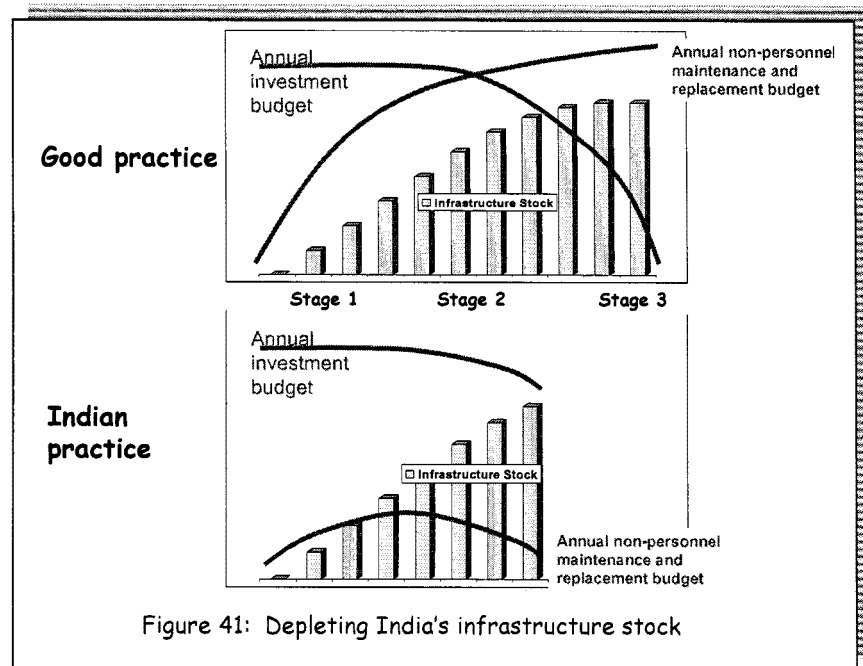 Annual
investment
budget
Annual non-personnel
maintenance and
replacement budget
Good practice
Infrastructure Stock
Stage 1 Stage 2 Stage 3
Annual
investment
budget
Indian
practice
Infrastructure Stock
Annual non-personnel
maintenance and
replacement budget
Figure 41: Depleting India's infrastructure stock